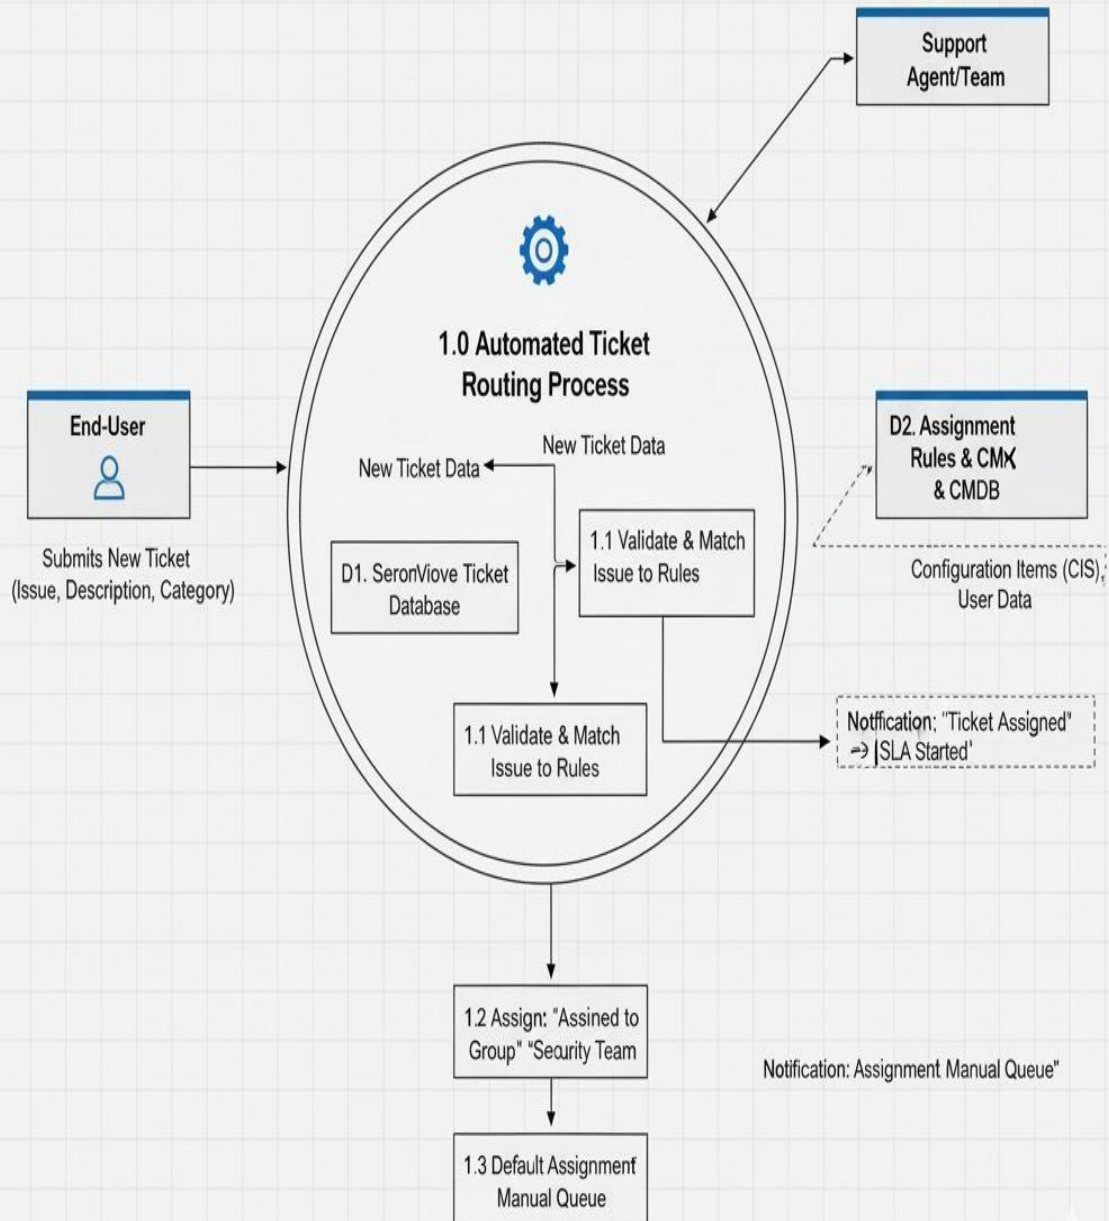 Support
Agent/Team
1.0 Automated Ticket
Routing Process
End-User
Submits New Ticket
(Issue, Description, Category)
New Ticket Data
New Ticket Data
D1. SeronViove Ticket
Database
1.1 Validate & Match
Issue to Rules
D2. Assignment
Rules & CMX
& CMDB
Configuration Items (CIS),
User Data
1.1 Validate & Match
Issue to Rules
Notffication; "Ticket Assigned"
SLA Started'
1.2 Assign: "Assined to
Group" "Security Team
Notification: Assignment Manual Queue"
1.3 Default Assignment
Manual Queue